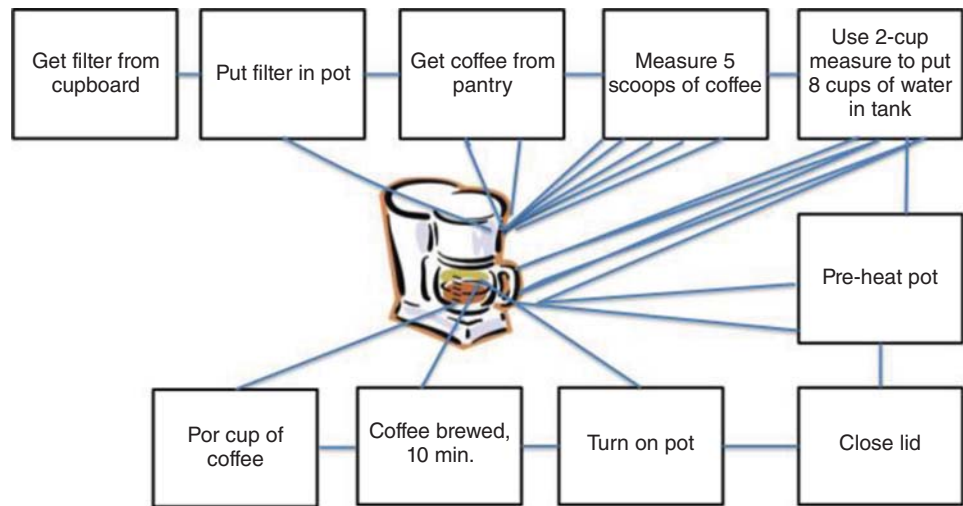 Get filter from
cupboard
Put filter in pot
Get coffee from
pantry
Measure 5
scoops of coffee
Use 2-cup
measure to put
8 cups of water
in tank
Pre-heat pot
Close lid
Turn on pot
Coffee brewed,
10 min.
Por cup of
coffee